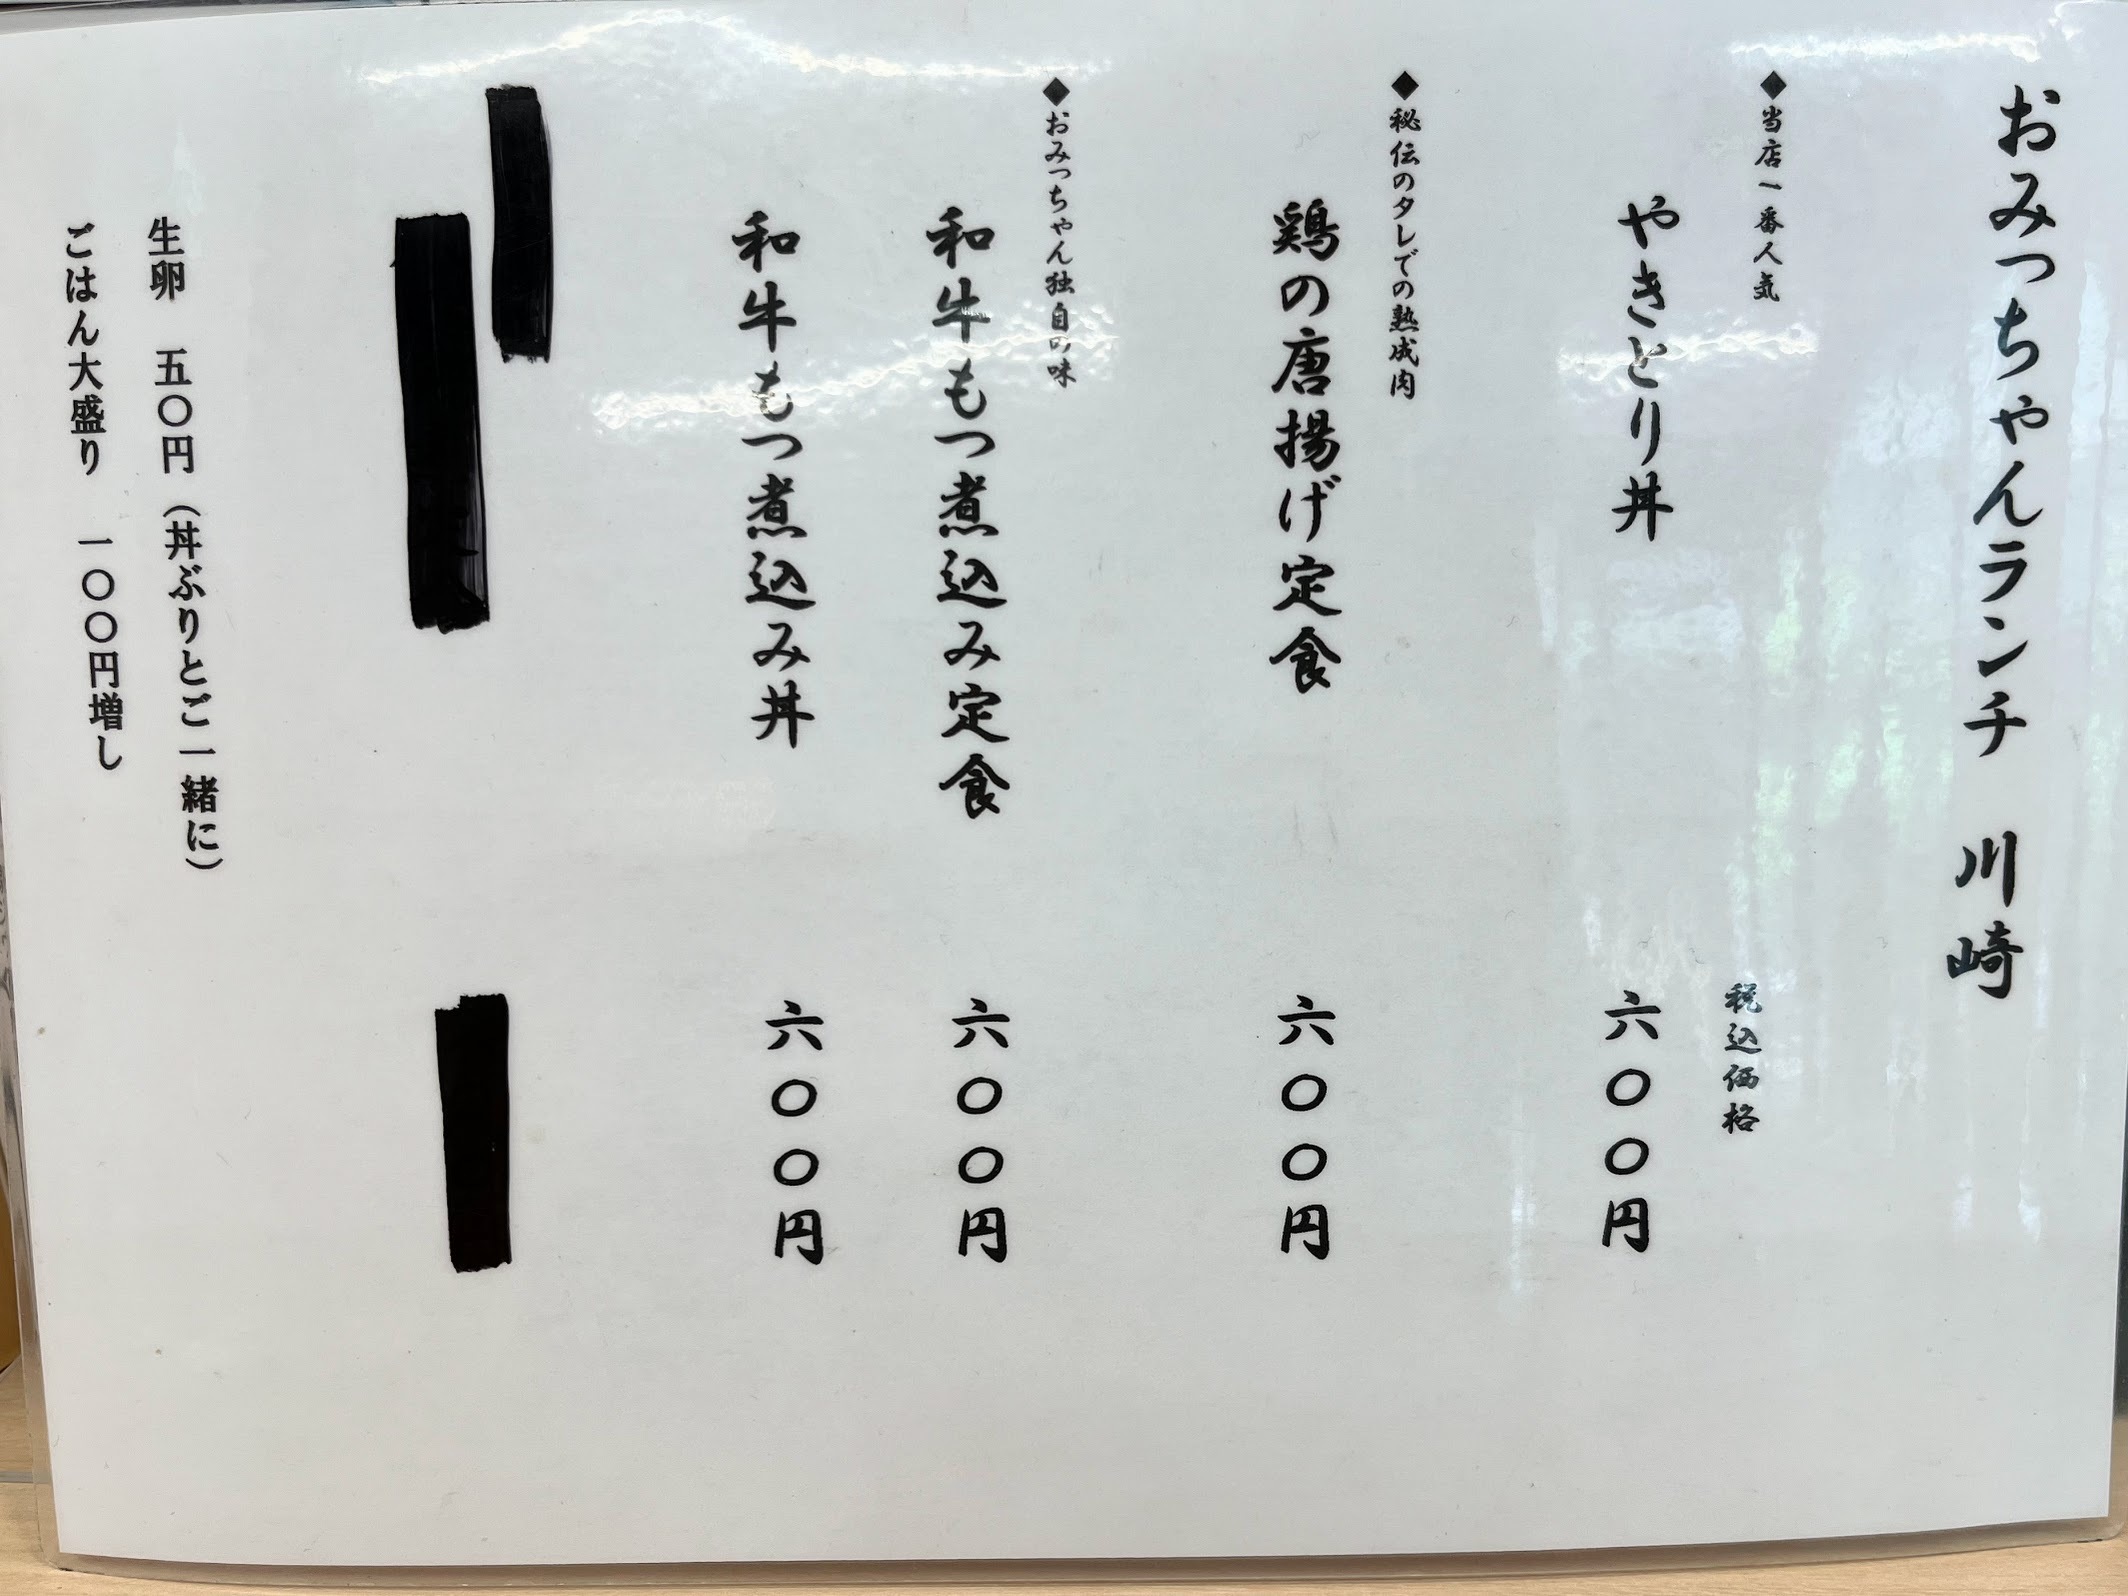 おみっちゃんランチ　川崎
税込価格
◆当店一番人気
やきとり丼　六〇〇円
◆秘伝のタレでの熟成肉
鶏の唐揚げ定食　六〇〇円
◆おみっちゃん独自の味
和牛もつ煮込み定食　六〇〇円
和牛もつ煮込み丼　六〇〇円
生卵　五〇円（丼ぶりとご一緒に）
ごはん大盛り　一〇〇円増し